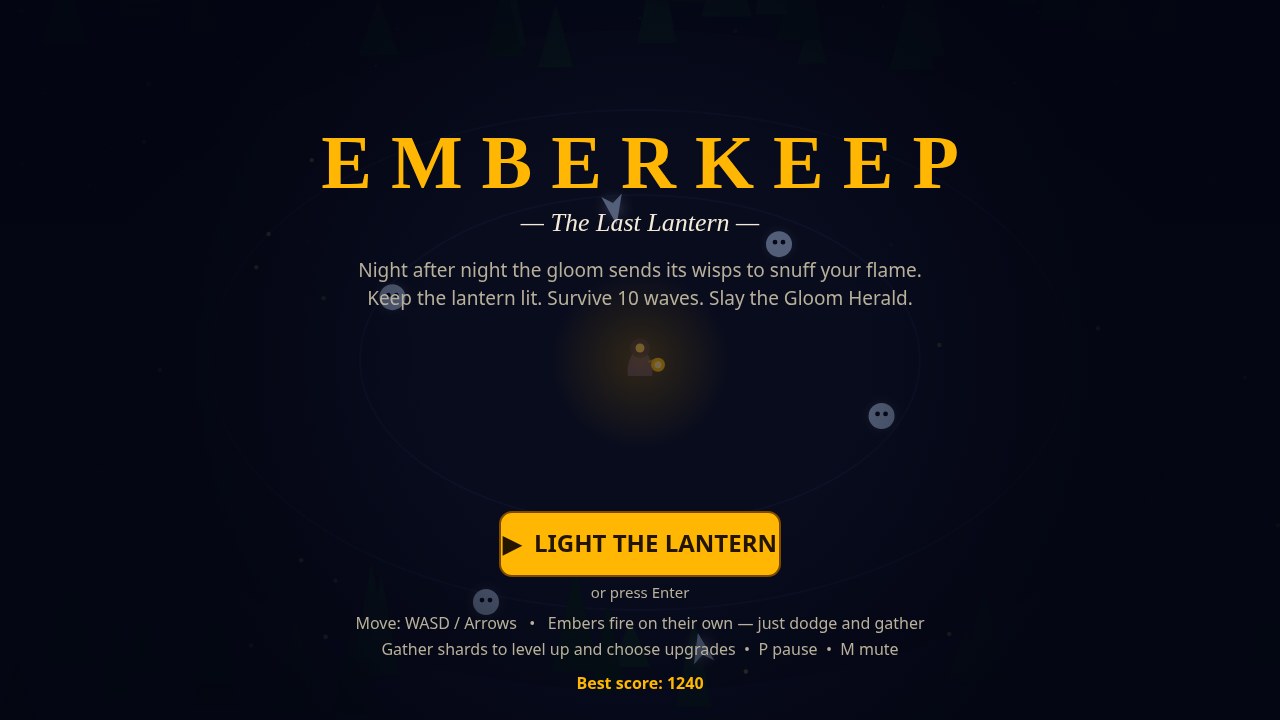 EMBERKEEP
— The Last Lantern —
Night after night the gloom sends its wisps to snuff your flame.
Keep the lantern lit. Survive 10 waves. Slay the Gloom Herald.
▶ LIGHT THE LANTERN
or press Enter
Move: WASD / Arrows • Embers fire on their own — just dodge and gather
Gather shards to level up and choose upgrades • P pause • M mute
Best score: 1240